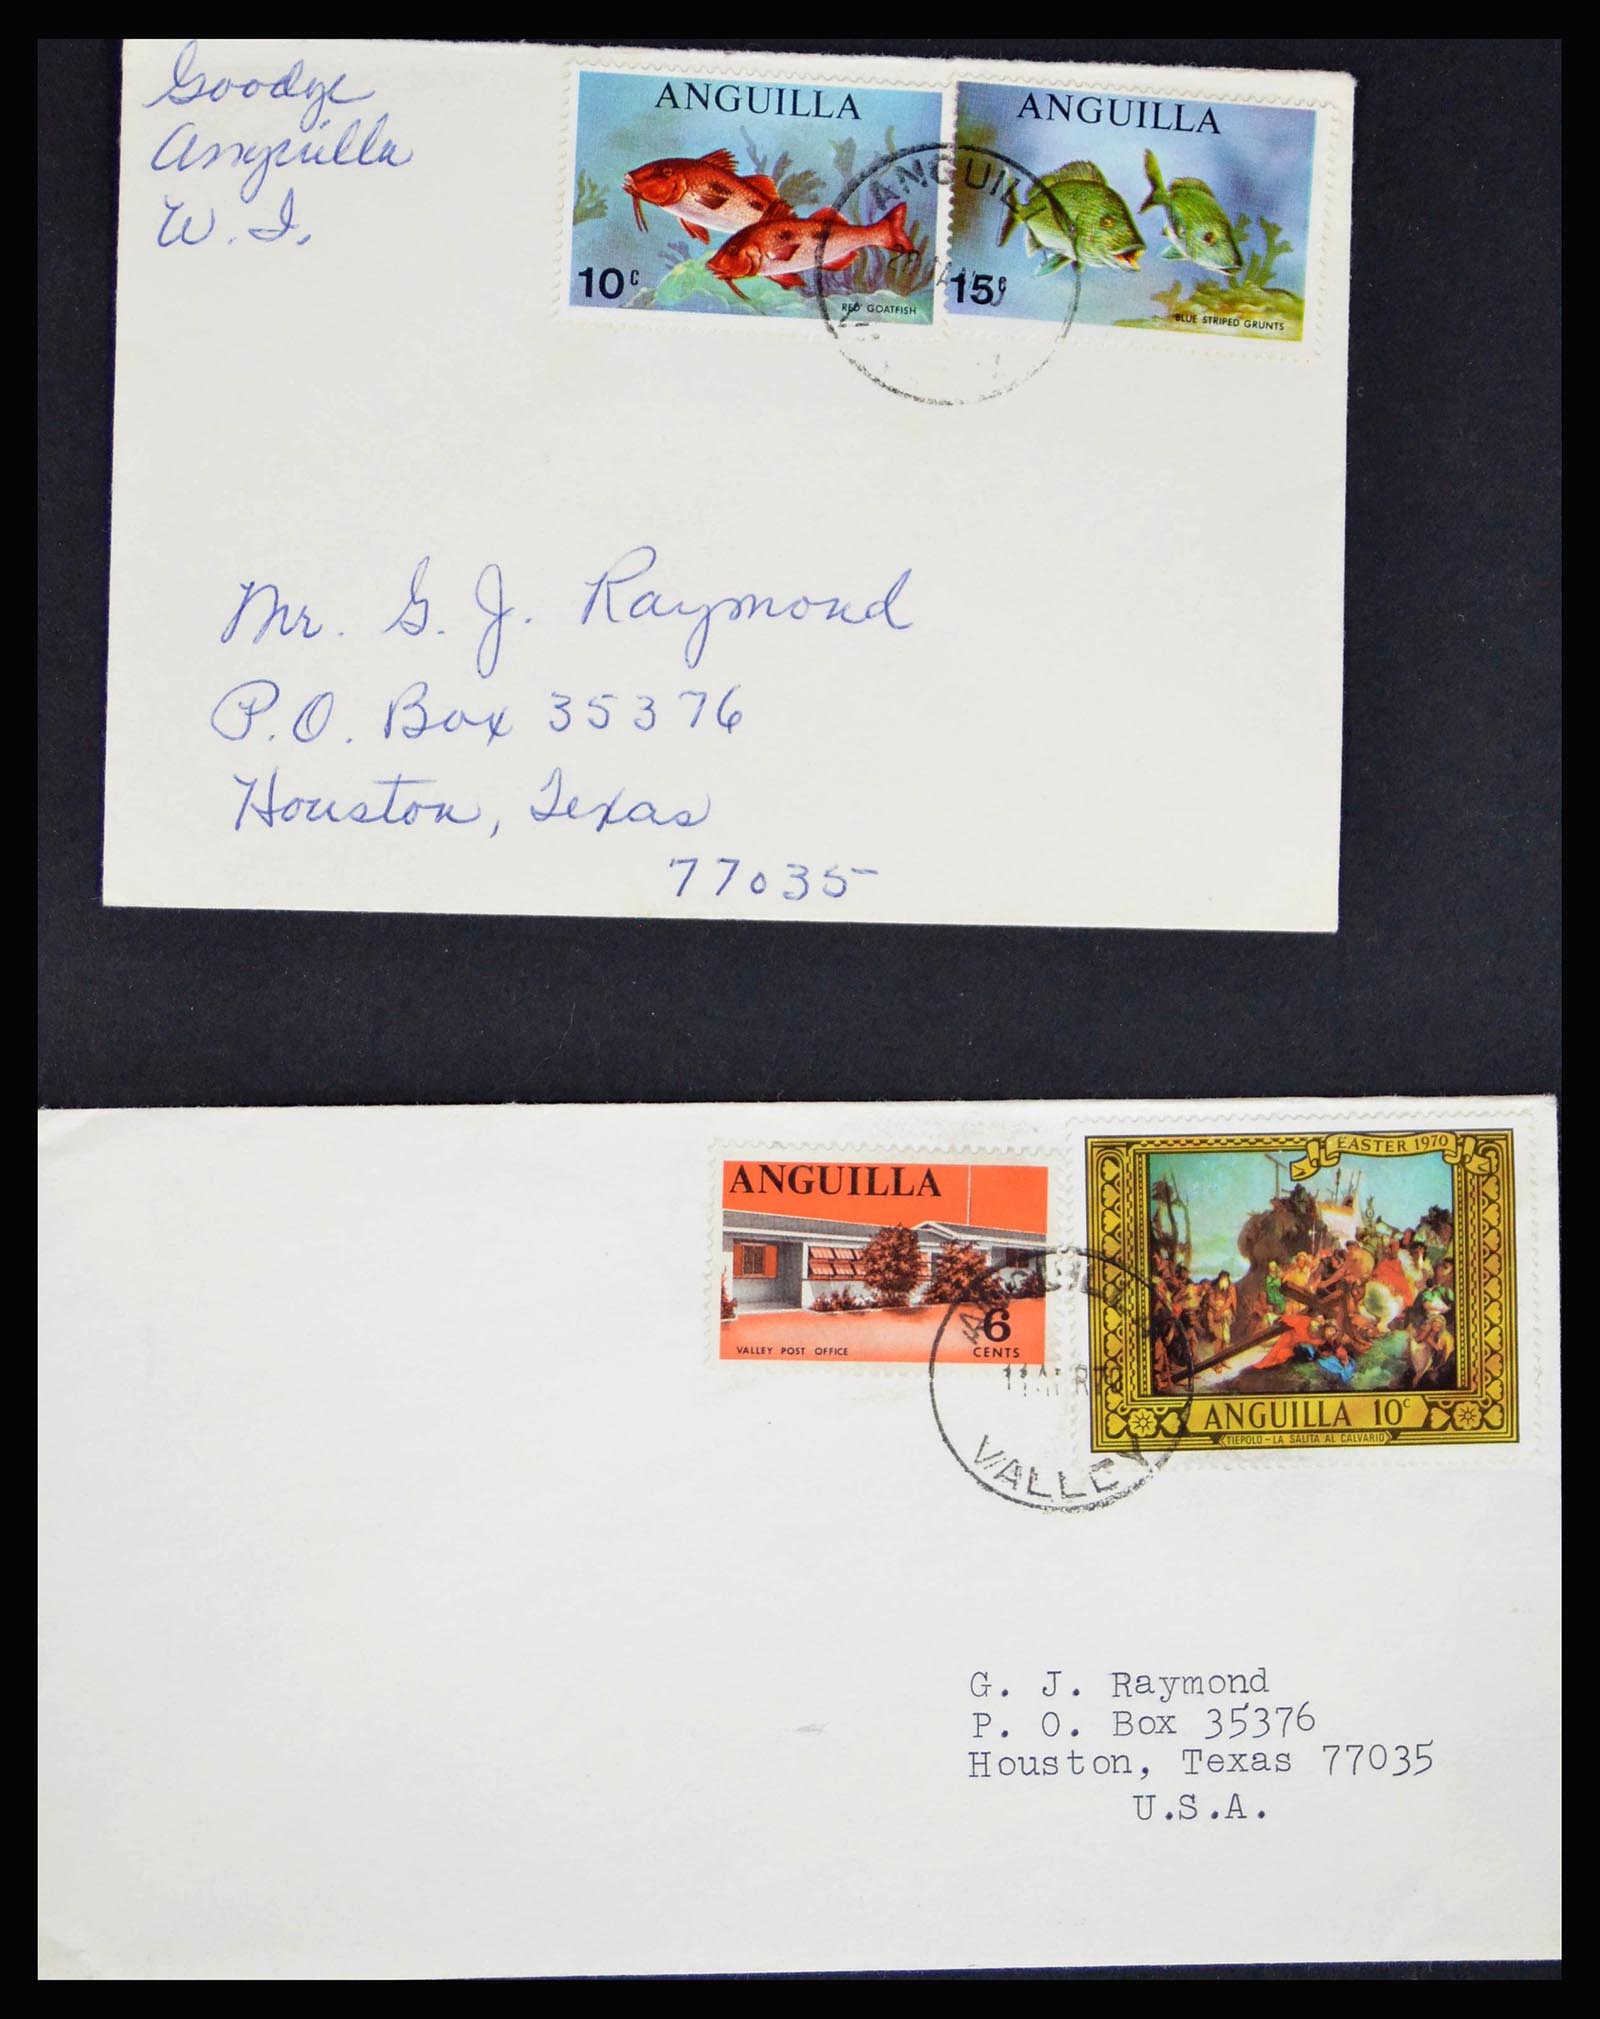 Goodge
Anguilla
W. I.
ANGUILLA
10c
RED GOATFISH
ANGUILLA
15c
BLUE STRIPED GRUNTS
Mr. G. J. Raymond
P.O. Box 35376
Houston, Texas
77035
ANGUILLA
VALLEY POST OFFICE
6
CENTS
EASTER 1970
ANGUILLA 10c
TIEPOLO - LA SALITA AL CALVARIO
ANGUILLA
VALLEY
G. J. Raymond
P. O. Box 35376
Houston, Texas 77035
U.S.A.